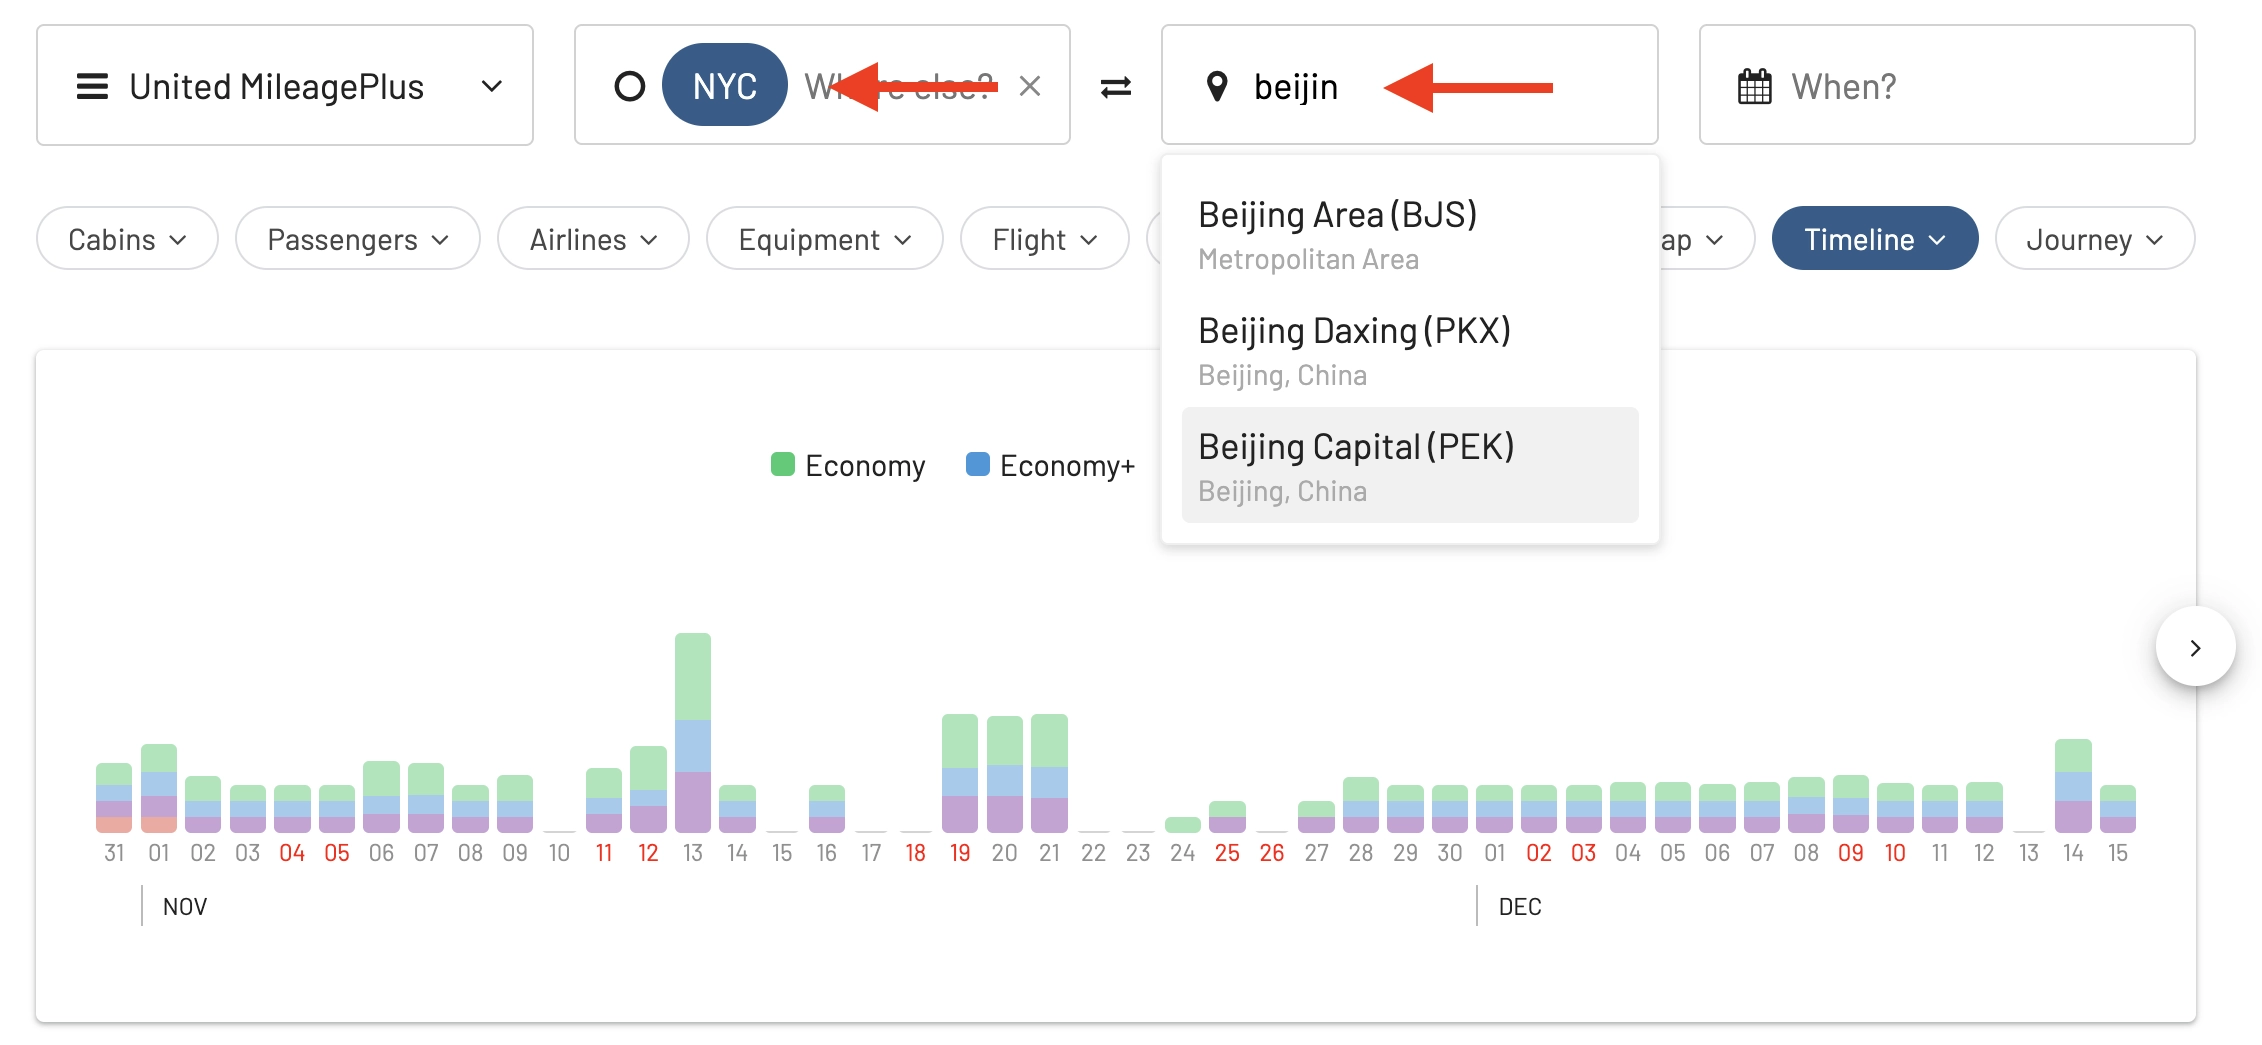 United MileagePlus
NYC Where else?
beijin
When?
Cabins
Passengers
Airlines
Equipment
Flight
ap
Timeline
Journey
Beijing Area (BJS)
Metropolitan Area
Beijing Daxing (PKX)
Beijing, China
Beijing Capital (PEK)
Beijing, China
Economy
Economy+
31 01 02 03 04 05 06 07 08 09 10 11 12 13 14 15 16 17 18 19 20 21 22 23 24 25 26 27 28 29 30 01 02 03 04 05 06 07 08 09 10 11 12 13 14 15
NOV
DEC